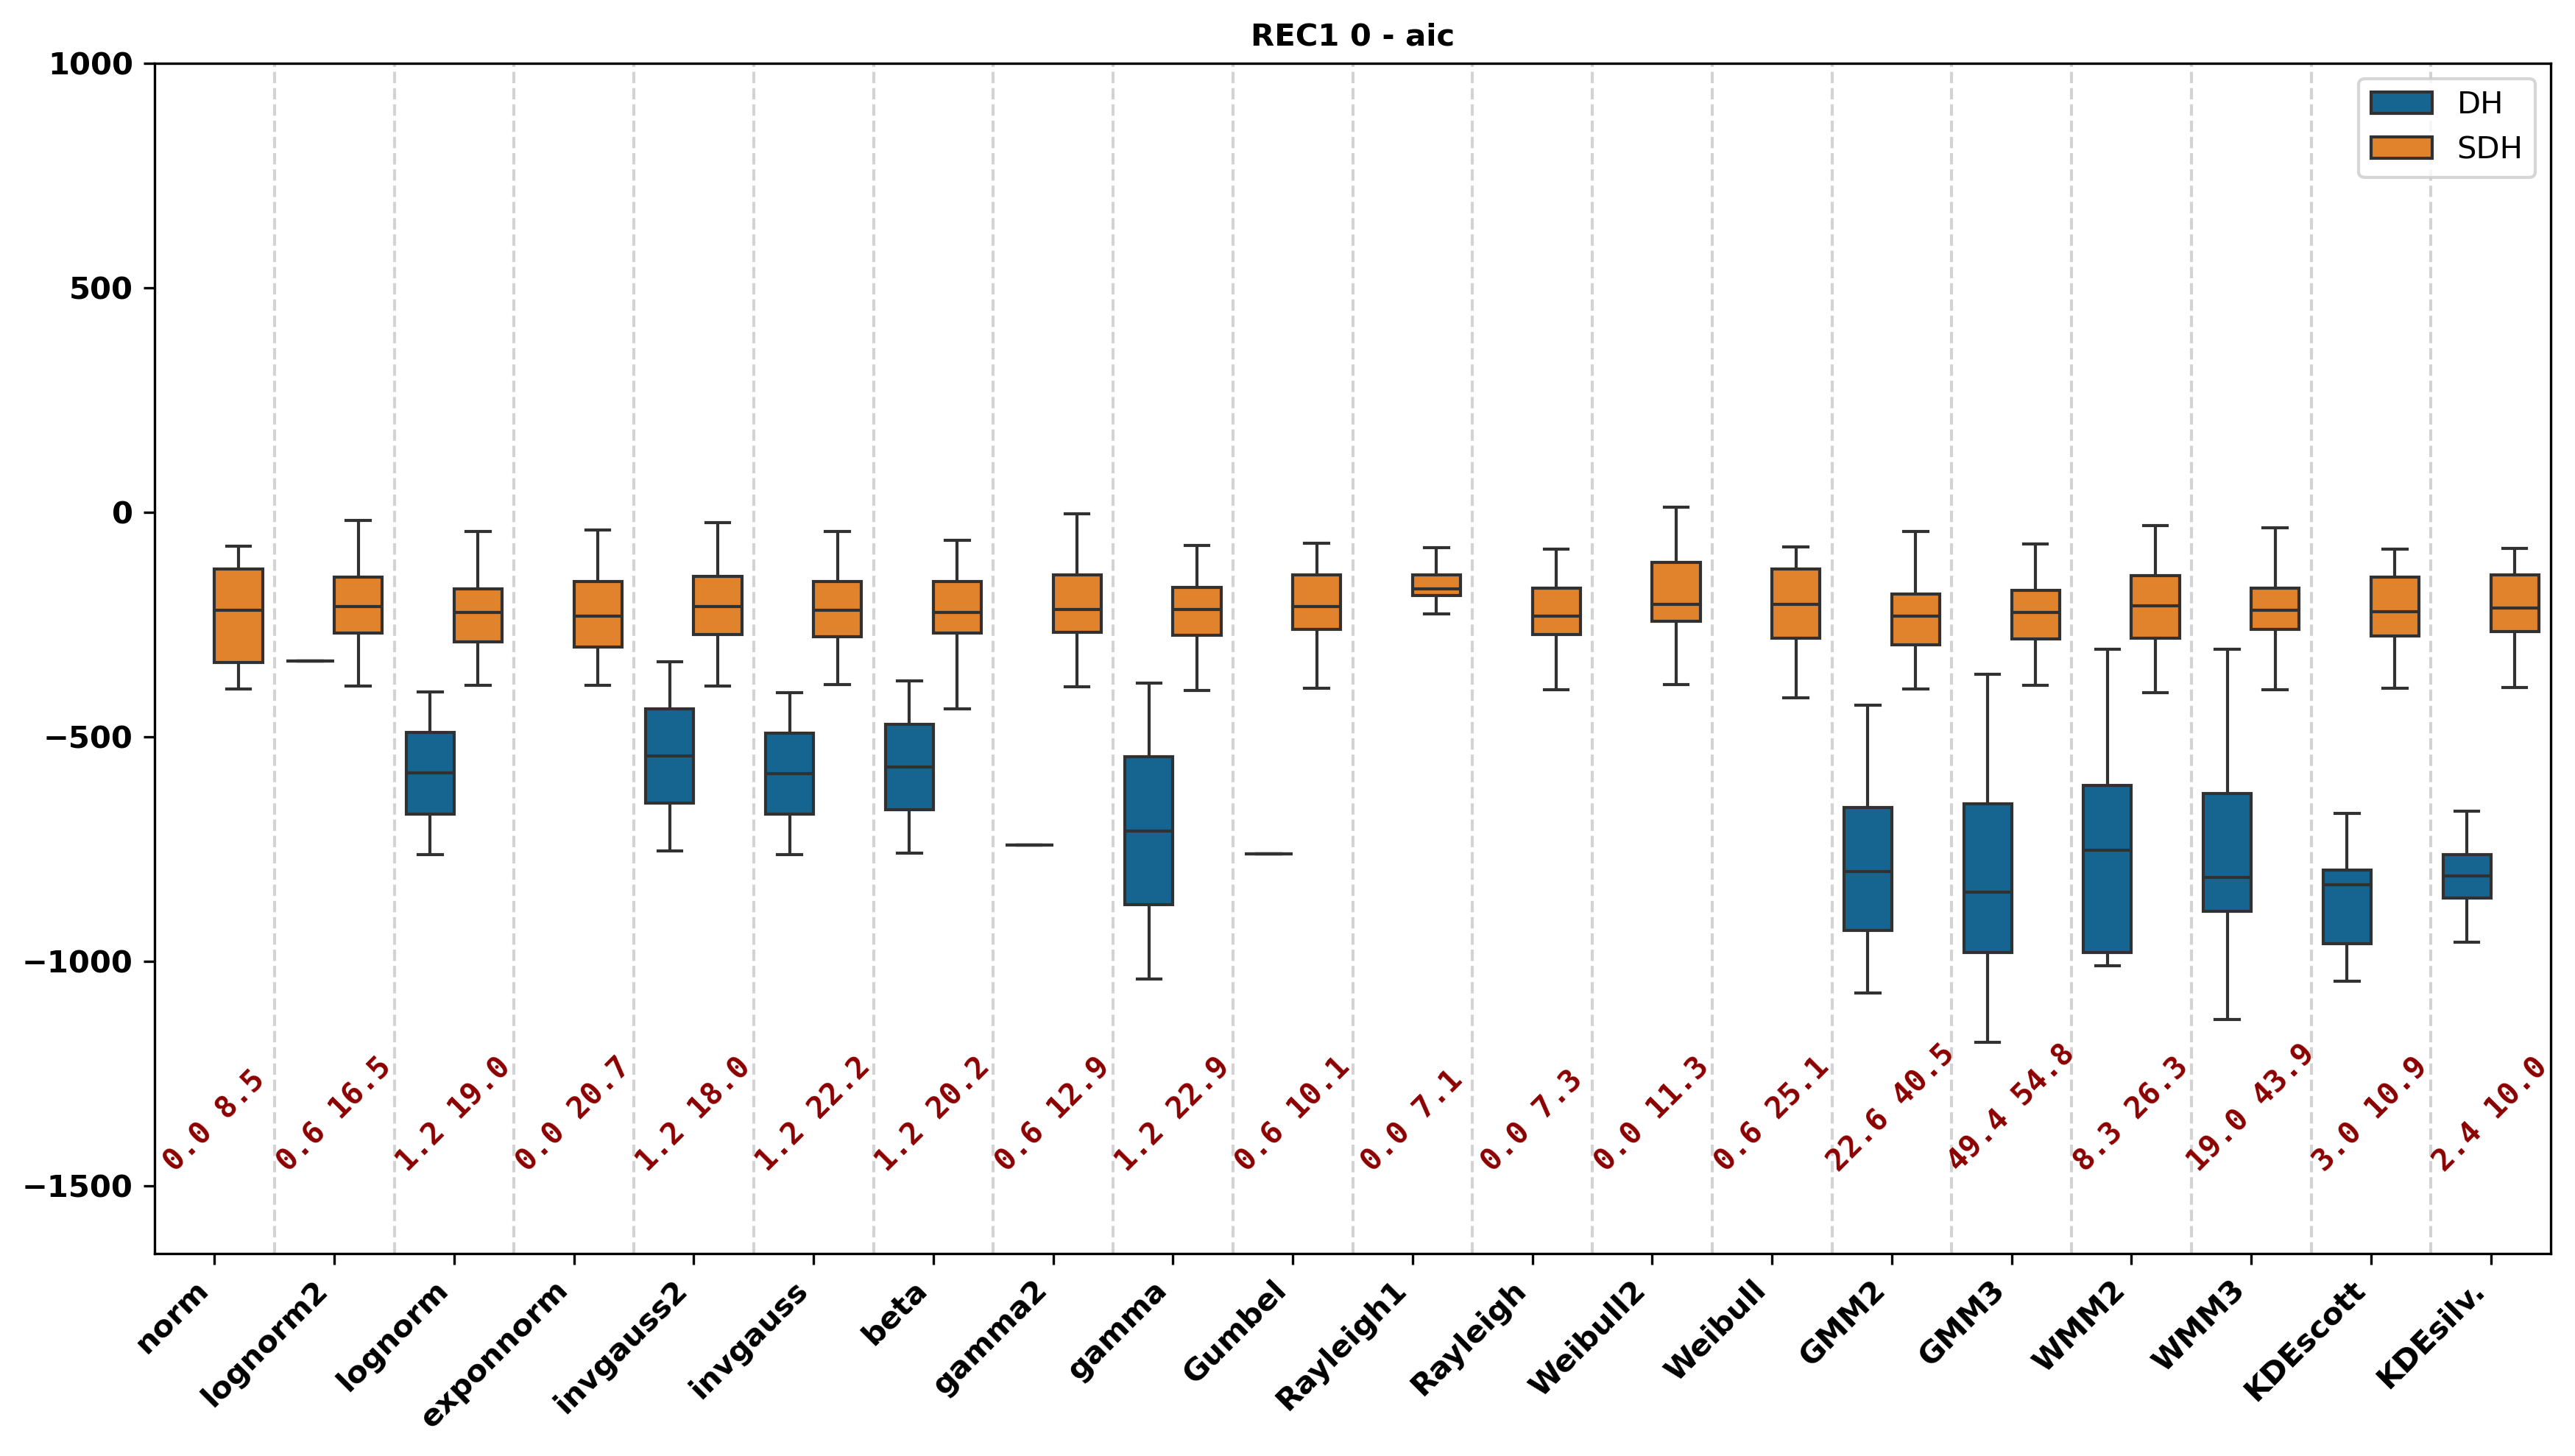 REC1 0 - aic
1000
500
0
−500
−1000
−1500
DH
SDH
0.0 8.5
0.6 16.5
1.2 19.0
0.0 20.7
1.2 18.0
1.2 22.2
1.2 20.2
0.6 12.9
1.2 22.9
0.6 10.1
0.0 7.1
0.0 7.3
0.0 11.3
0.6 25.1
22.6 40.5
49.4 54.8
8.3 26.3
19.0 43.9
3.0 10.9
2.4 10.0
norm
lognorm2
lognorm
exponnorm
invgauss2
invgauss
beta
gamma2
gamma
Gumbel
Rayleigh1
Rayleigh
Weibull2
Weibull
GMM2
GMM3
WMM2
WMM3
KDEscott
KDEsilv.